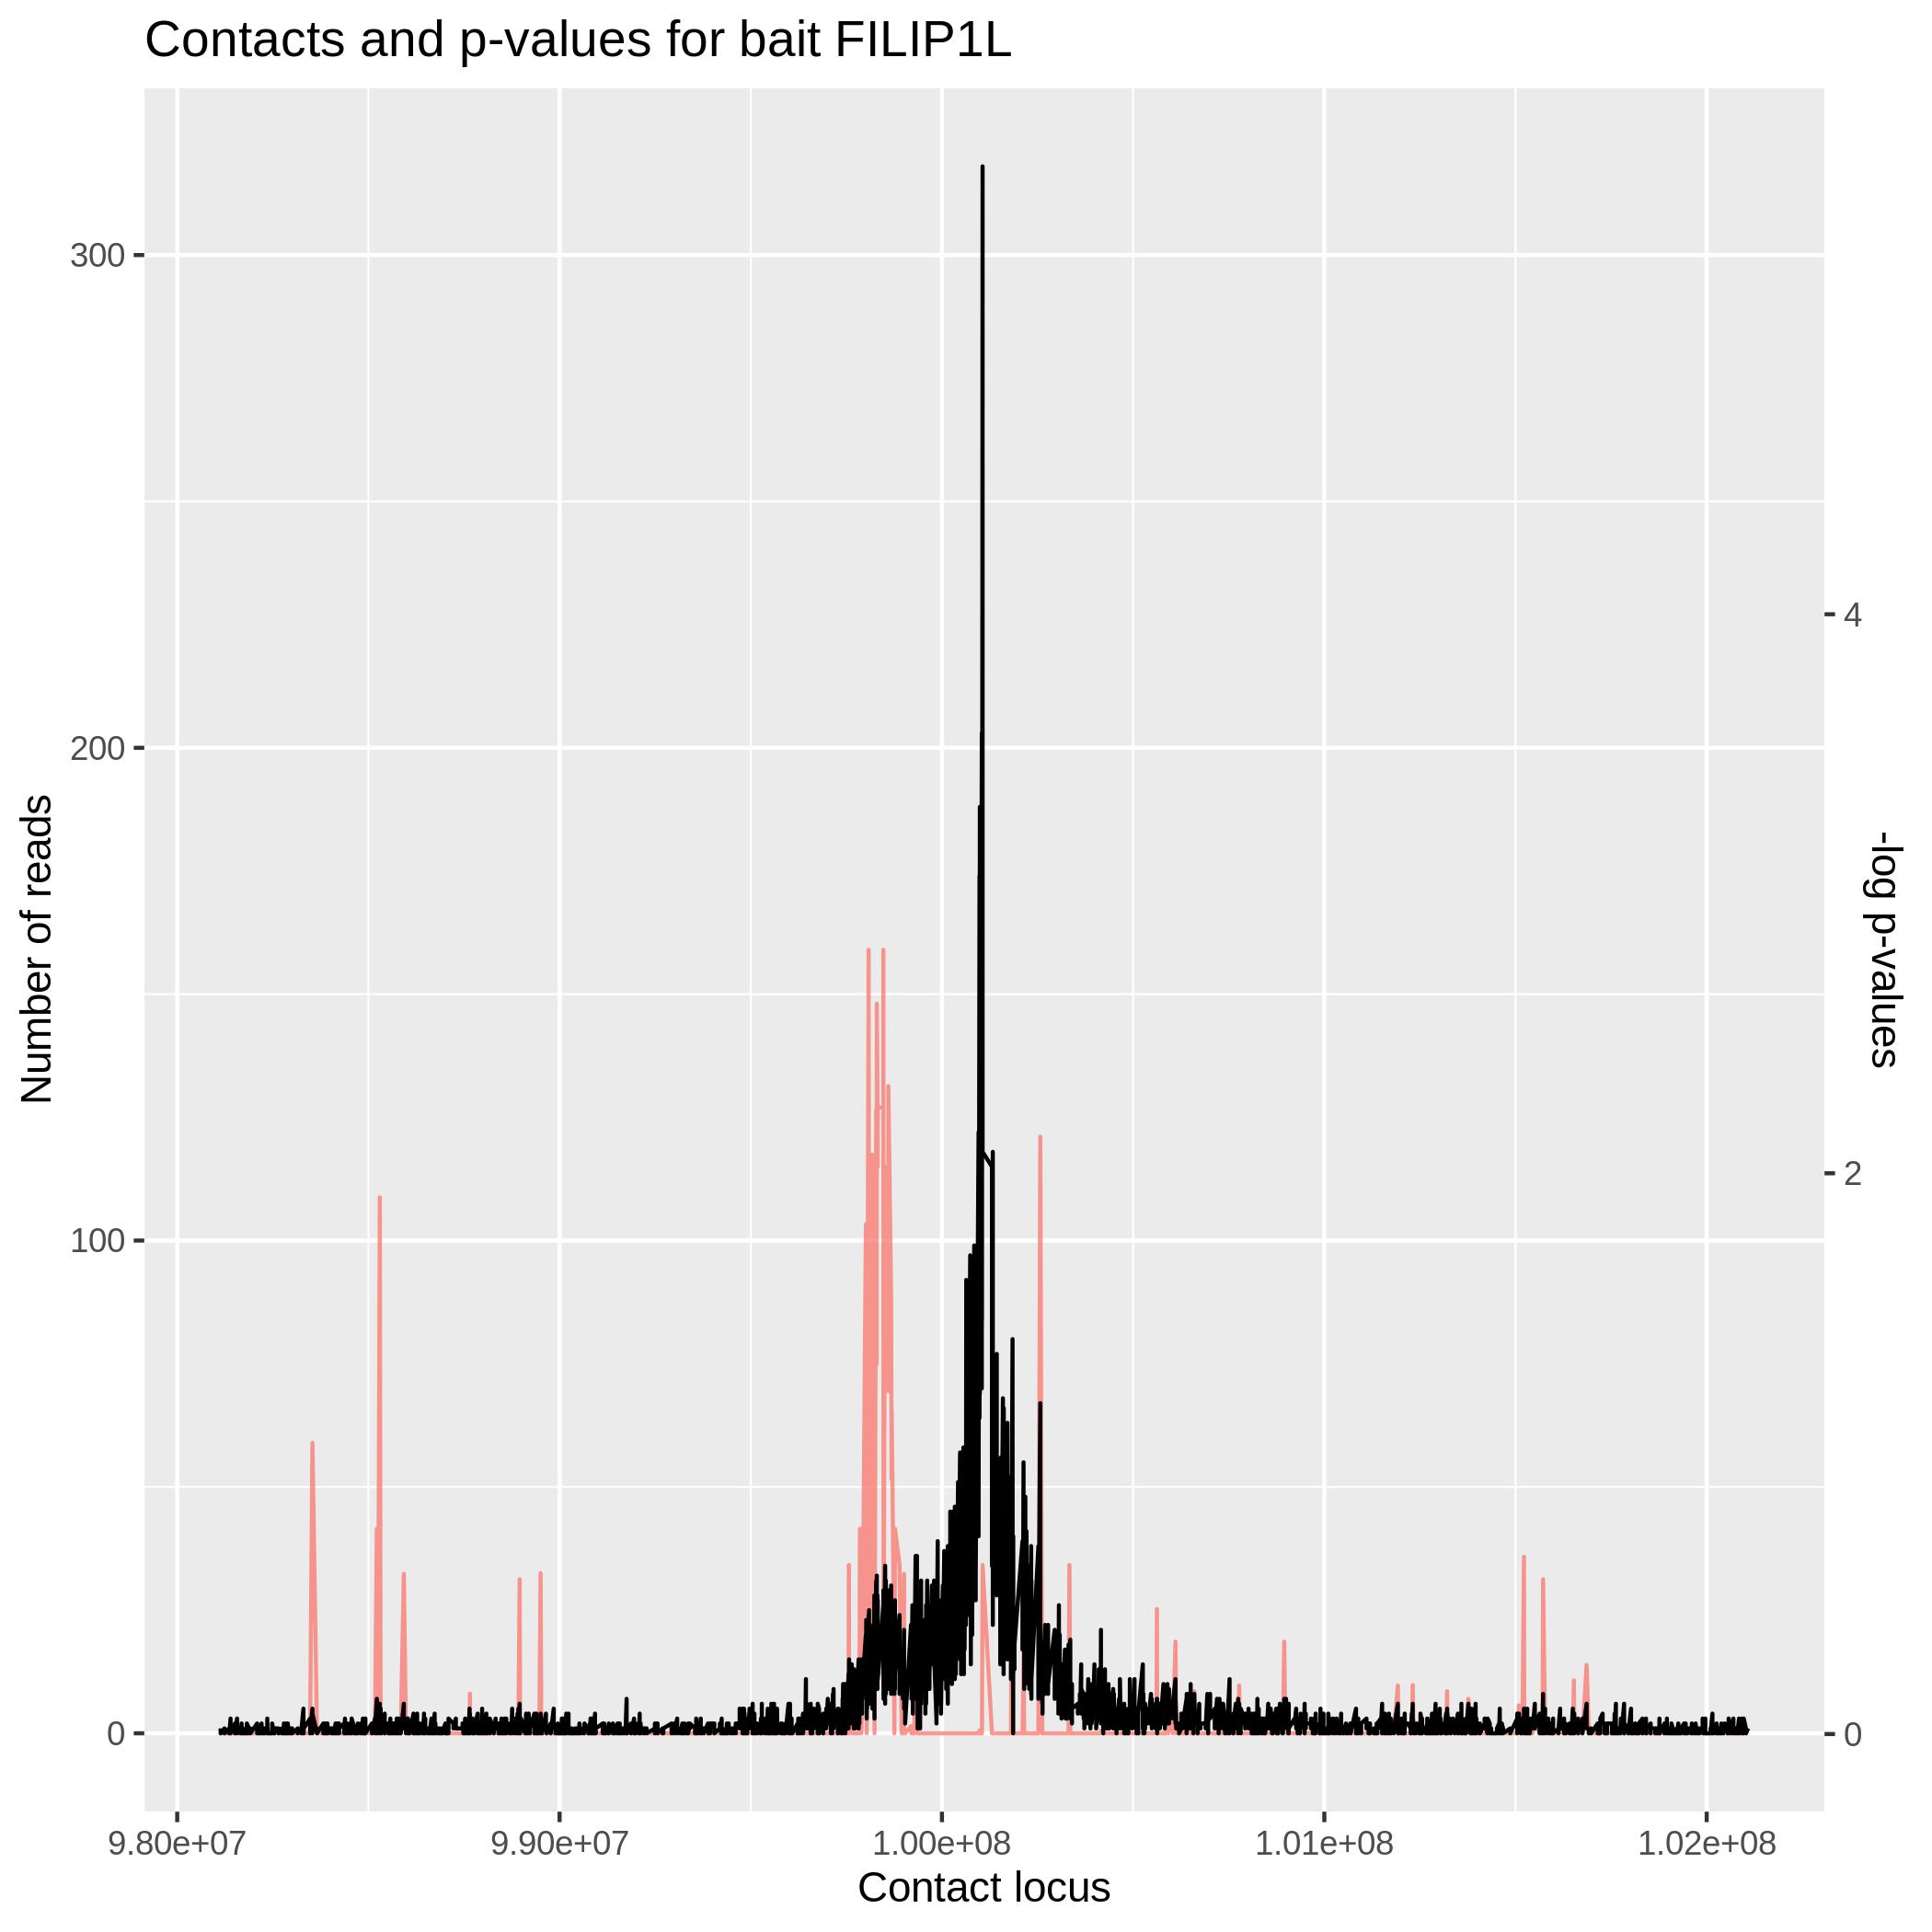 Contacts and p-values for bait FILIP1L
300
200
100
0
4
2
0
Number of reads
-log p-values
9.80e+07 9.90e+07 1.00e+08 1.01e+08 1.02e+08
Contact locus